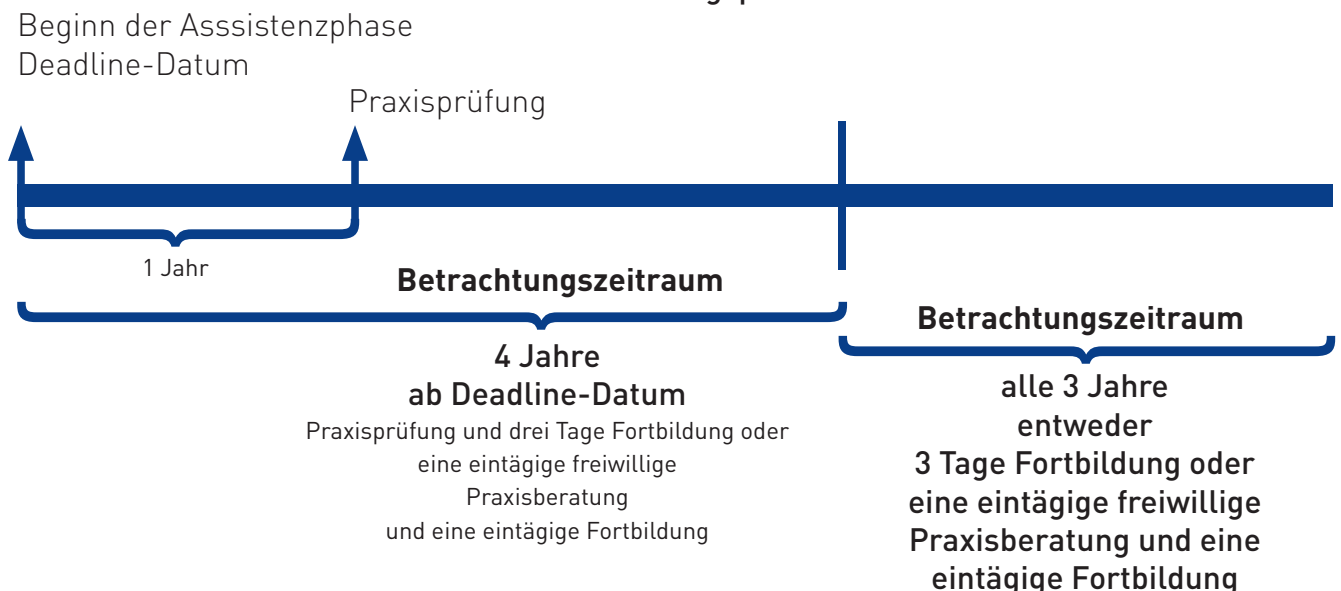 Beginn der Asssistenzphase
Deadline-Datum
Praxisprüfung
1 Jahr
Betrachtungszeitraum
4 Jahre
ab Deadline-Datum
Praxisprüfung und drei Tage Fortbildung oder
eine eintägige freiwillige
Praxisberatung
und eine eintägige Fortbildung
Betrachtungszeitraum
alle 3 Jahre
entweder
3 Tage Fortbildung oder
eine eintägige freiwillige
Praxisberatung und eine
eintägige Fortbildung